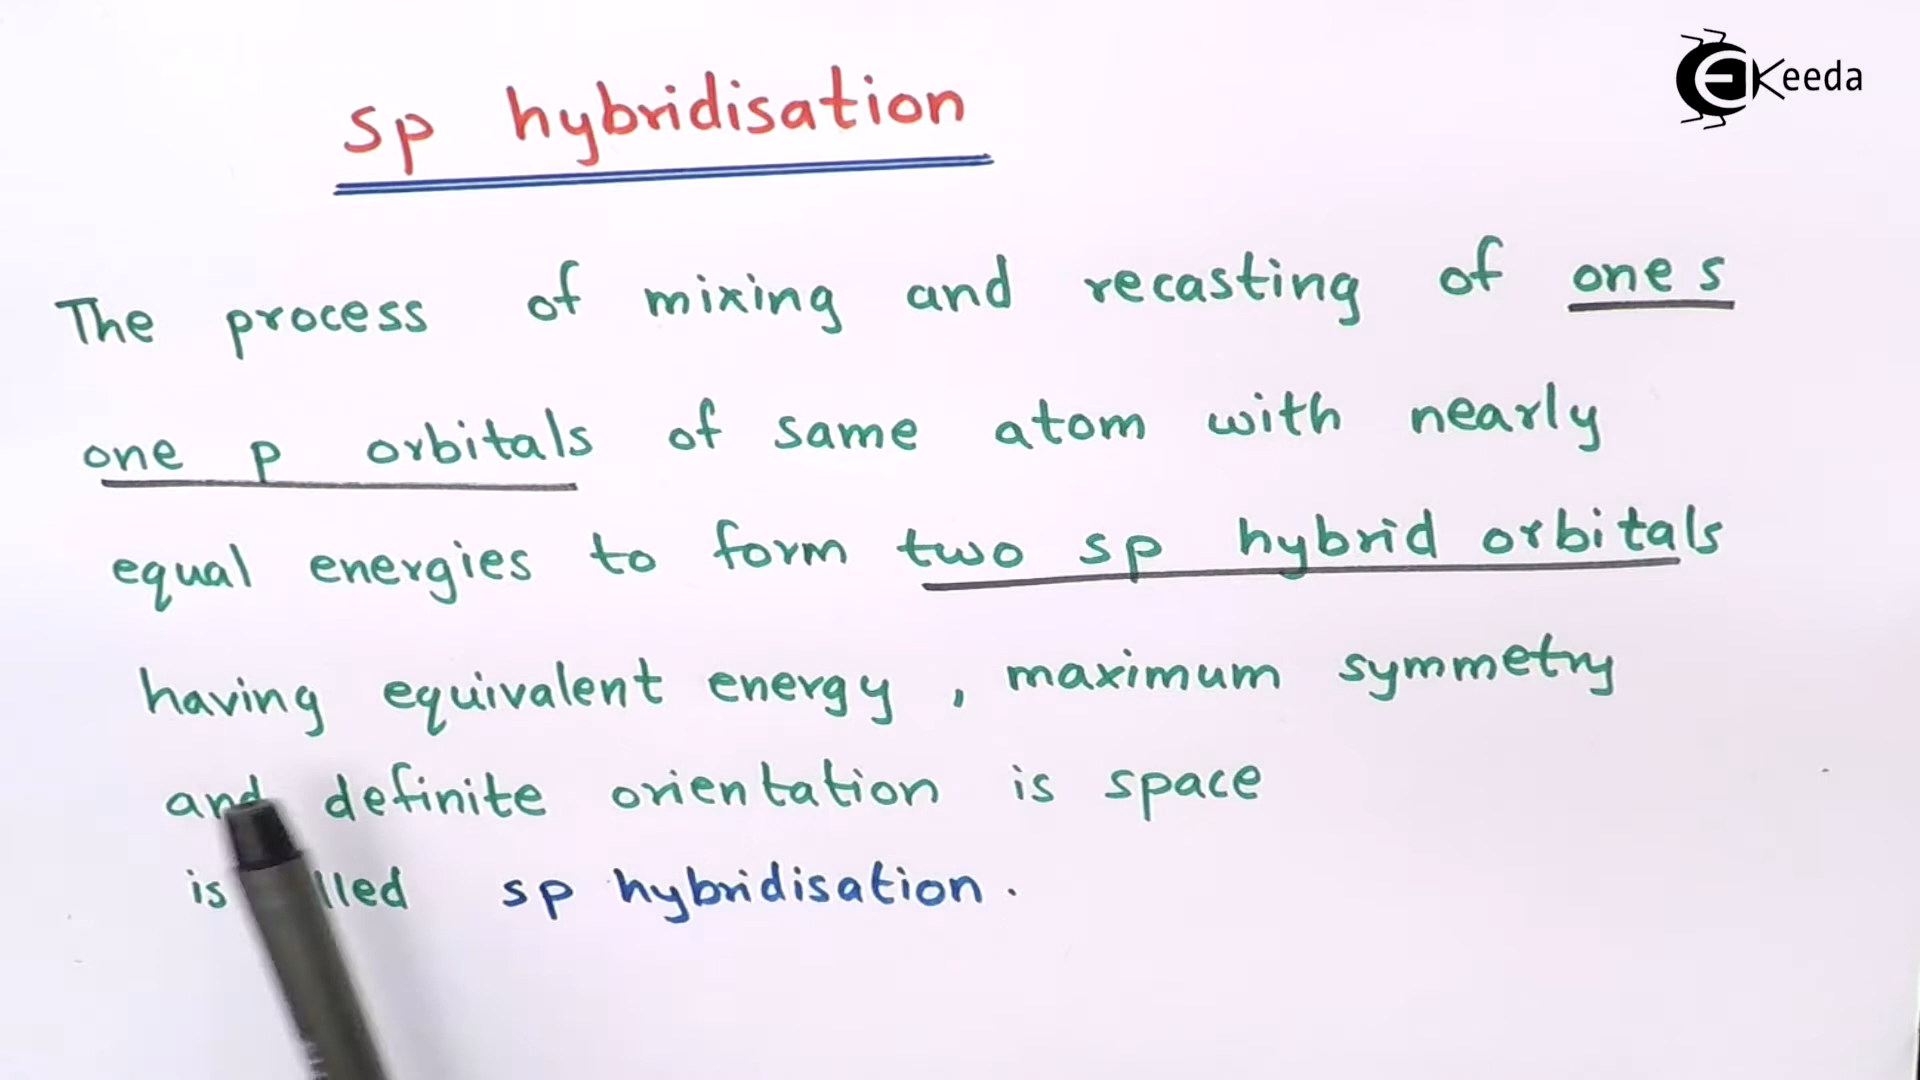 sp hybridisation
EKeeda
The process of mixing and recasting of one s
one p orbitals of same atom with nearly
equal energies to form two sp hybrid orbitals
having equivalent energy, maximum symmetry
and definite orientation is space
is lled sp hybridisation.